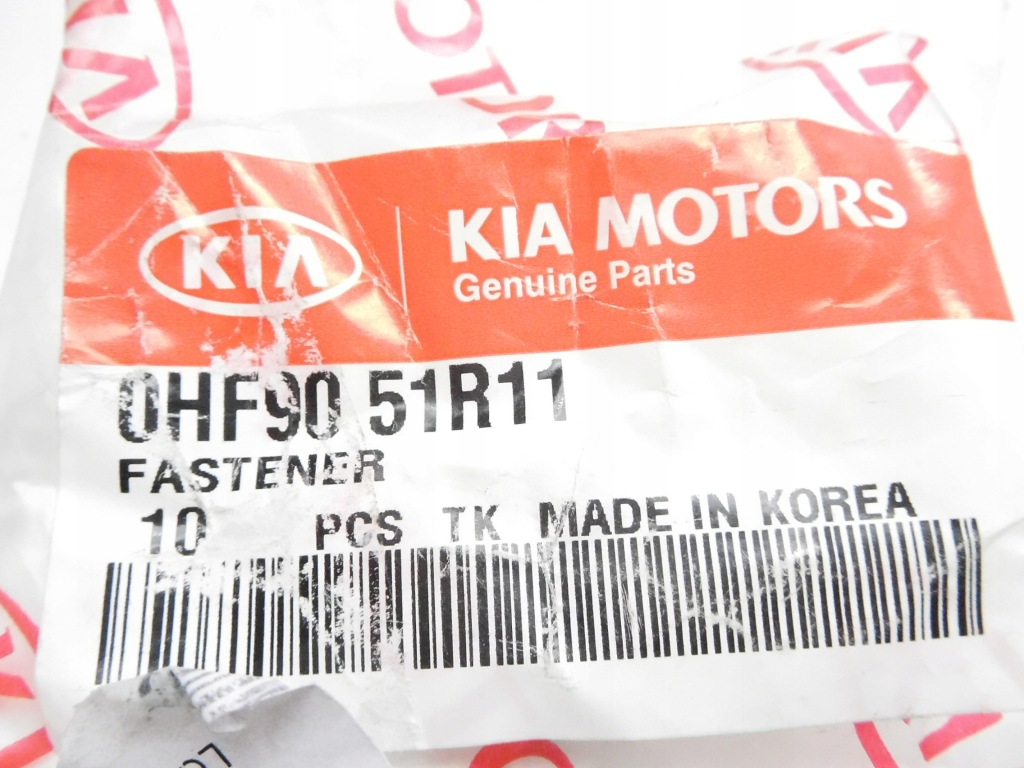 KIA
KIA MOTORS
Genuine Parts
0HF90 51R11
FASTENER
10 PCS TK MADE IN KOREA